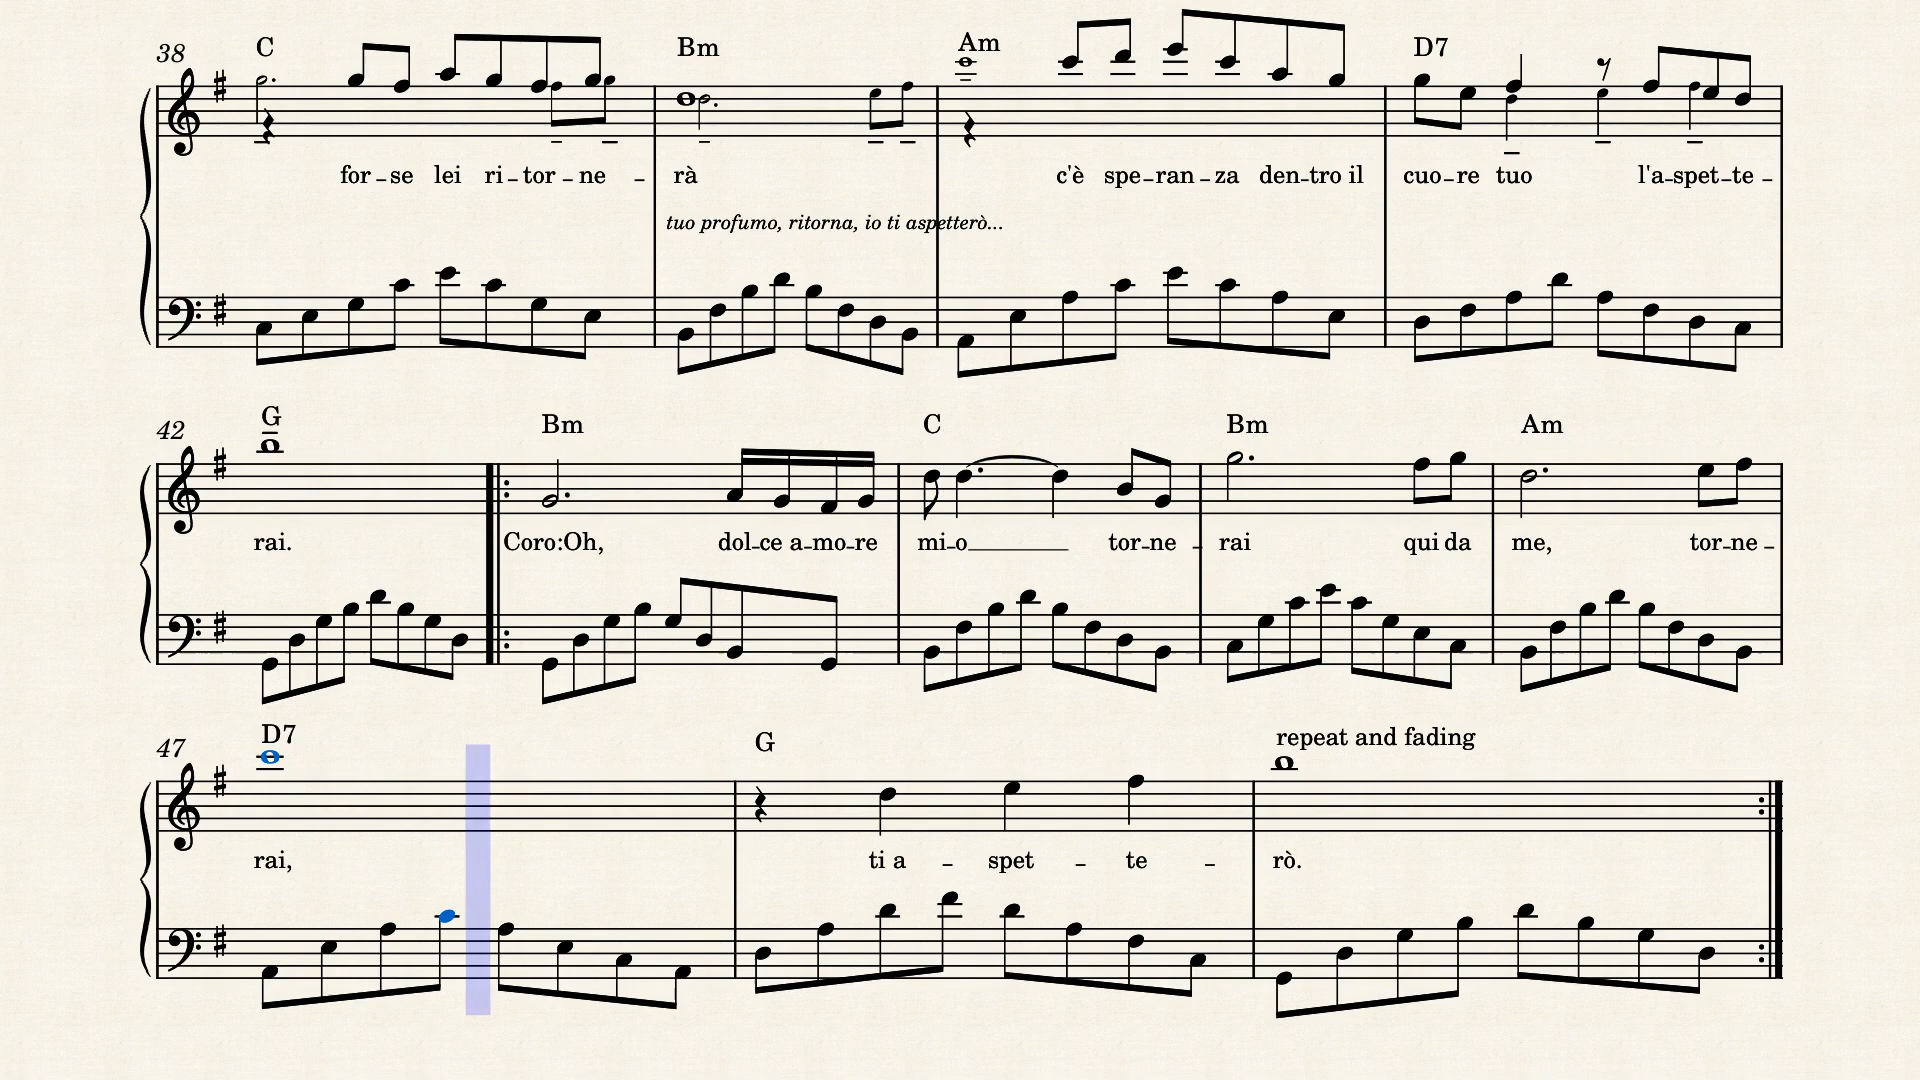 38 C Bm Am D7
for-se lei ri-tor-ne - rà c'è spe-ran-za den-tro il cuo-re tuo l'a-spet-te-
tuo profumo, ritorna, io ti aspetterò...
42 G Bm C Bm Am
rai. Coro:Oh, dol-ce a-mo-re mi-o____ tor-ne - rai qui da me, tor-ne-
47 D7 G repeat and fading
rai, ti a - spet - te - rò.